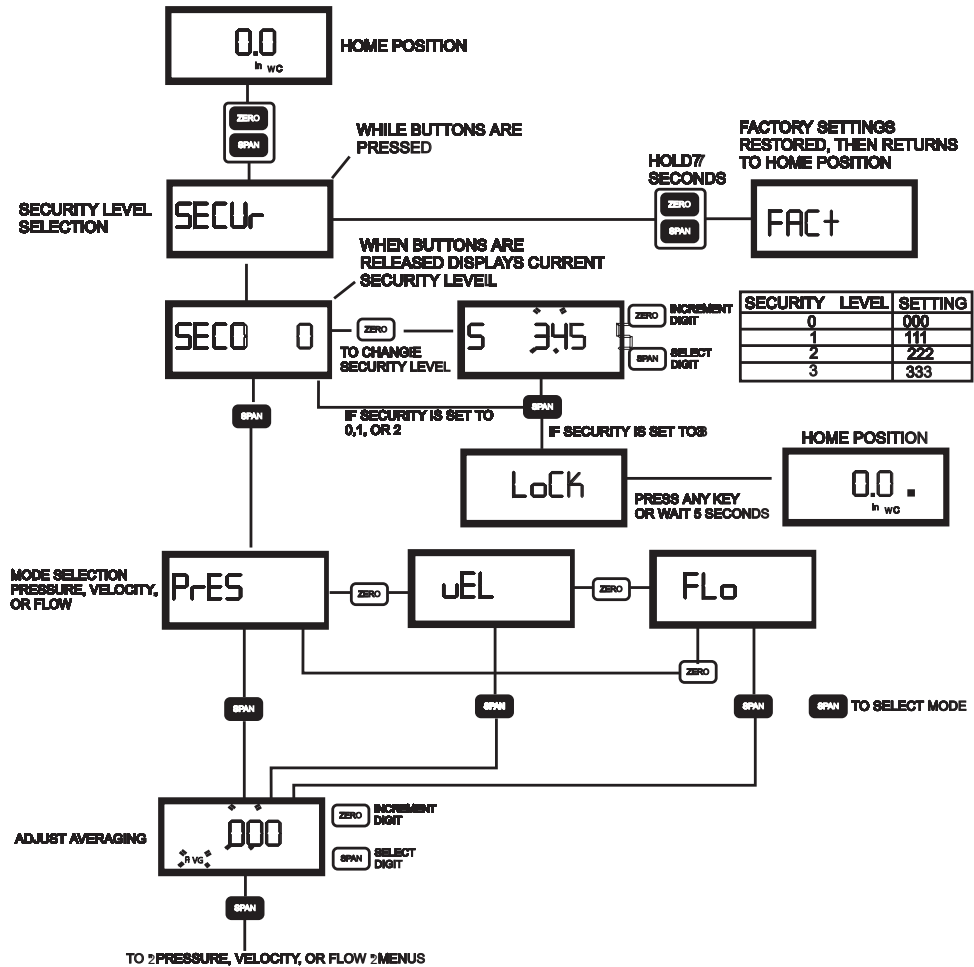 0.0
in wc
HOME POSITION
ZERO
SPAN
WHILE BUTTONS ARE
PRESSED
SECURITY LEVEL
SELECTION
SECUr
HOLD 7
SECONDS
ZERO
SPAN
FACTORY SETTINGS
RESTORED, THEN RETURNS
TO HOME POSITION
FACt
WHEN BUTTONS ARE
RELEASED DISPLAYS CURRENT
SECURITY LEVEL
SECO 0
ZERO
TO CHANGE
SECURITY LEVEL
S 345
ZERO
INCREMENT
DIGIT
SPAN
SELECT
DIGIT
SECURITY LEVEL SETTING
0 000
1 111
2 222
3 333
SPAN
IF SECURITY IS SET TO
0,1, OR 2
SPAN
IF SECURITY IS SET TO3
LoCK
PRESS ANY KEY
OR WAIT 5 SECONDS
HOME POSITION
0.0
in wc
MODE SELECTION
PRESSURE, VELOCITY,
OR FLOW
PrES
ZERO
uEL
ZERO
FLo
ZERO
SPAN
SPAN
SPAN
SPAN TO SELECT MODE
ADJUST AVERAGING
000
AVG
ZERO
INCREMENT
DIGIT
SPAN
SELECT
DIGIT
SPAN
TO 2PRESSURE, VELOCITY, OR FLOW 2MENUS